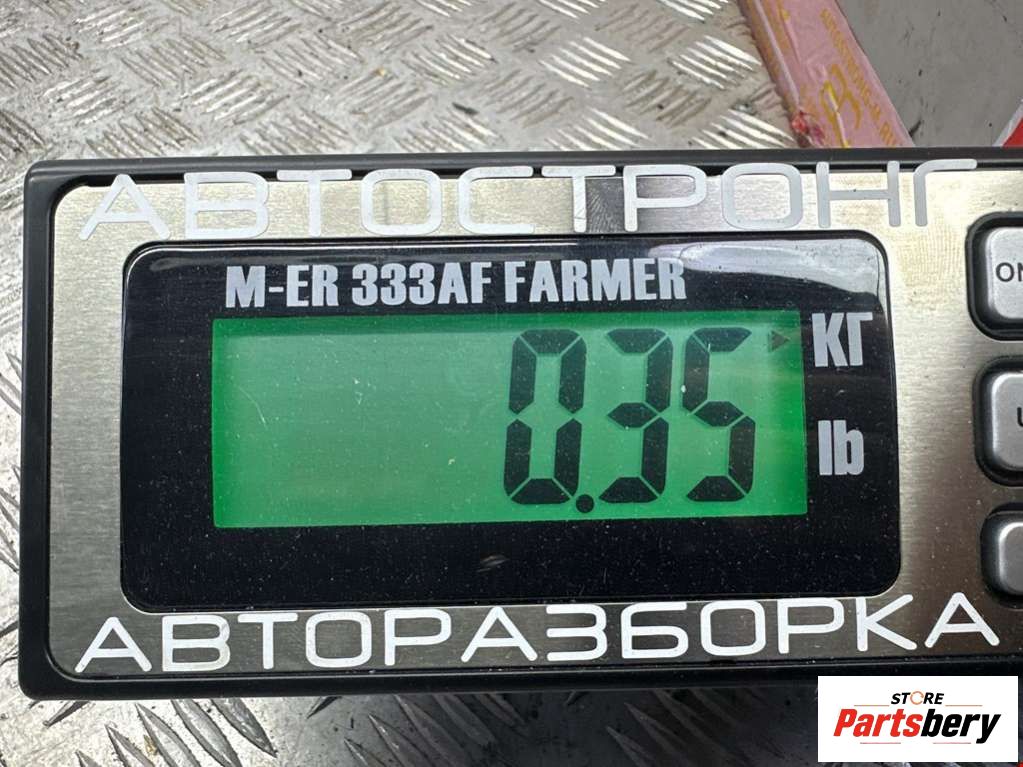 АВТОСТРОНГ
M-ER 333AF FARMER
0.35
КГ
lb
АВТОРАЗБОРКА
STORE
Partsbery